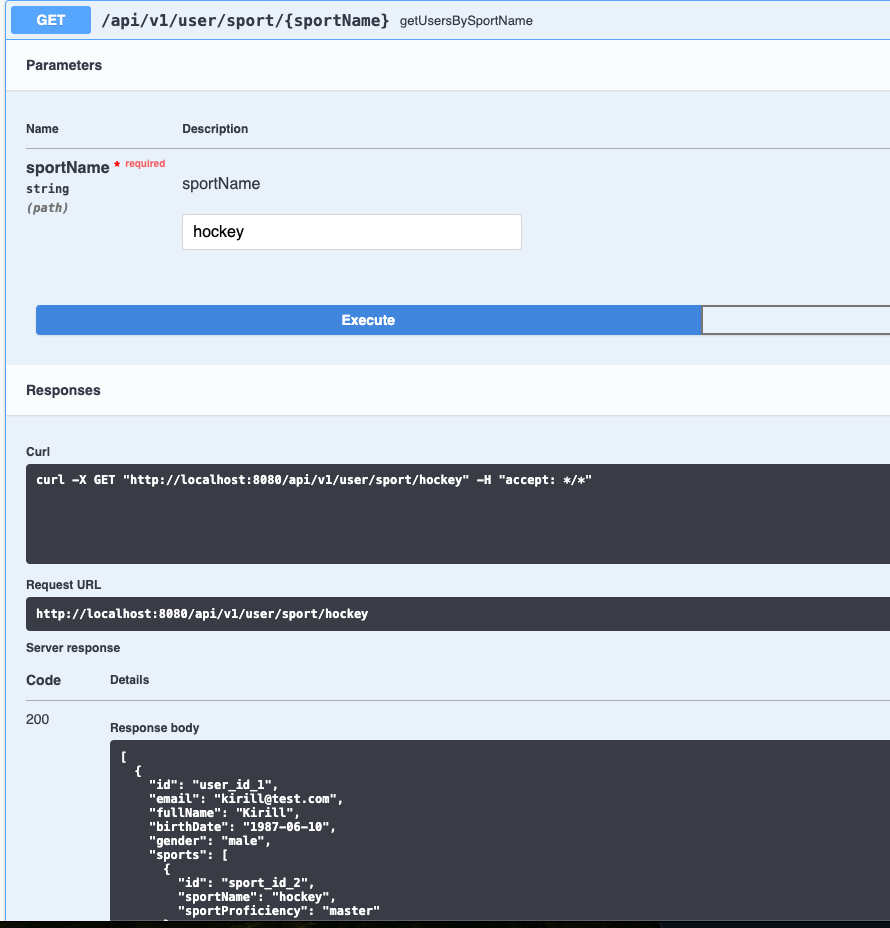 GET /api/v1/user/sport/{sportName} getUsersBySportName
Parameters
Name Description
sportName * required
string
(path)
sportName
hockey
Execute
Responses
Curl
curl -X GET "http://localhost:8080/api/v1/user/sport/hockey" -H "accept: */*"
Request URL
http://localhost:8080/api/v1/user/sport/hockey
Server response
Code Details
200
Response body
[
{
"id": "user_id_1",
"email": "kirill@test.com",
"fullName": "Kirill",
"birthDate": "1987-06-10",
"gender": "male",
"sports": [
{
"id": "sport_id_2",
"sportName": "hockey",
"sportProficiency": "master"